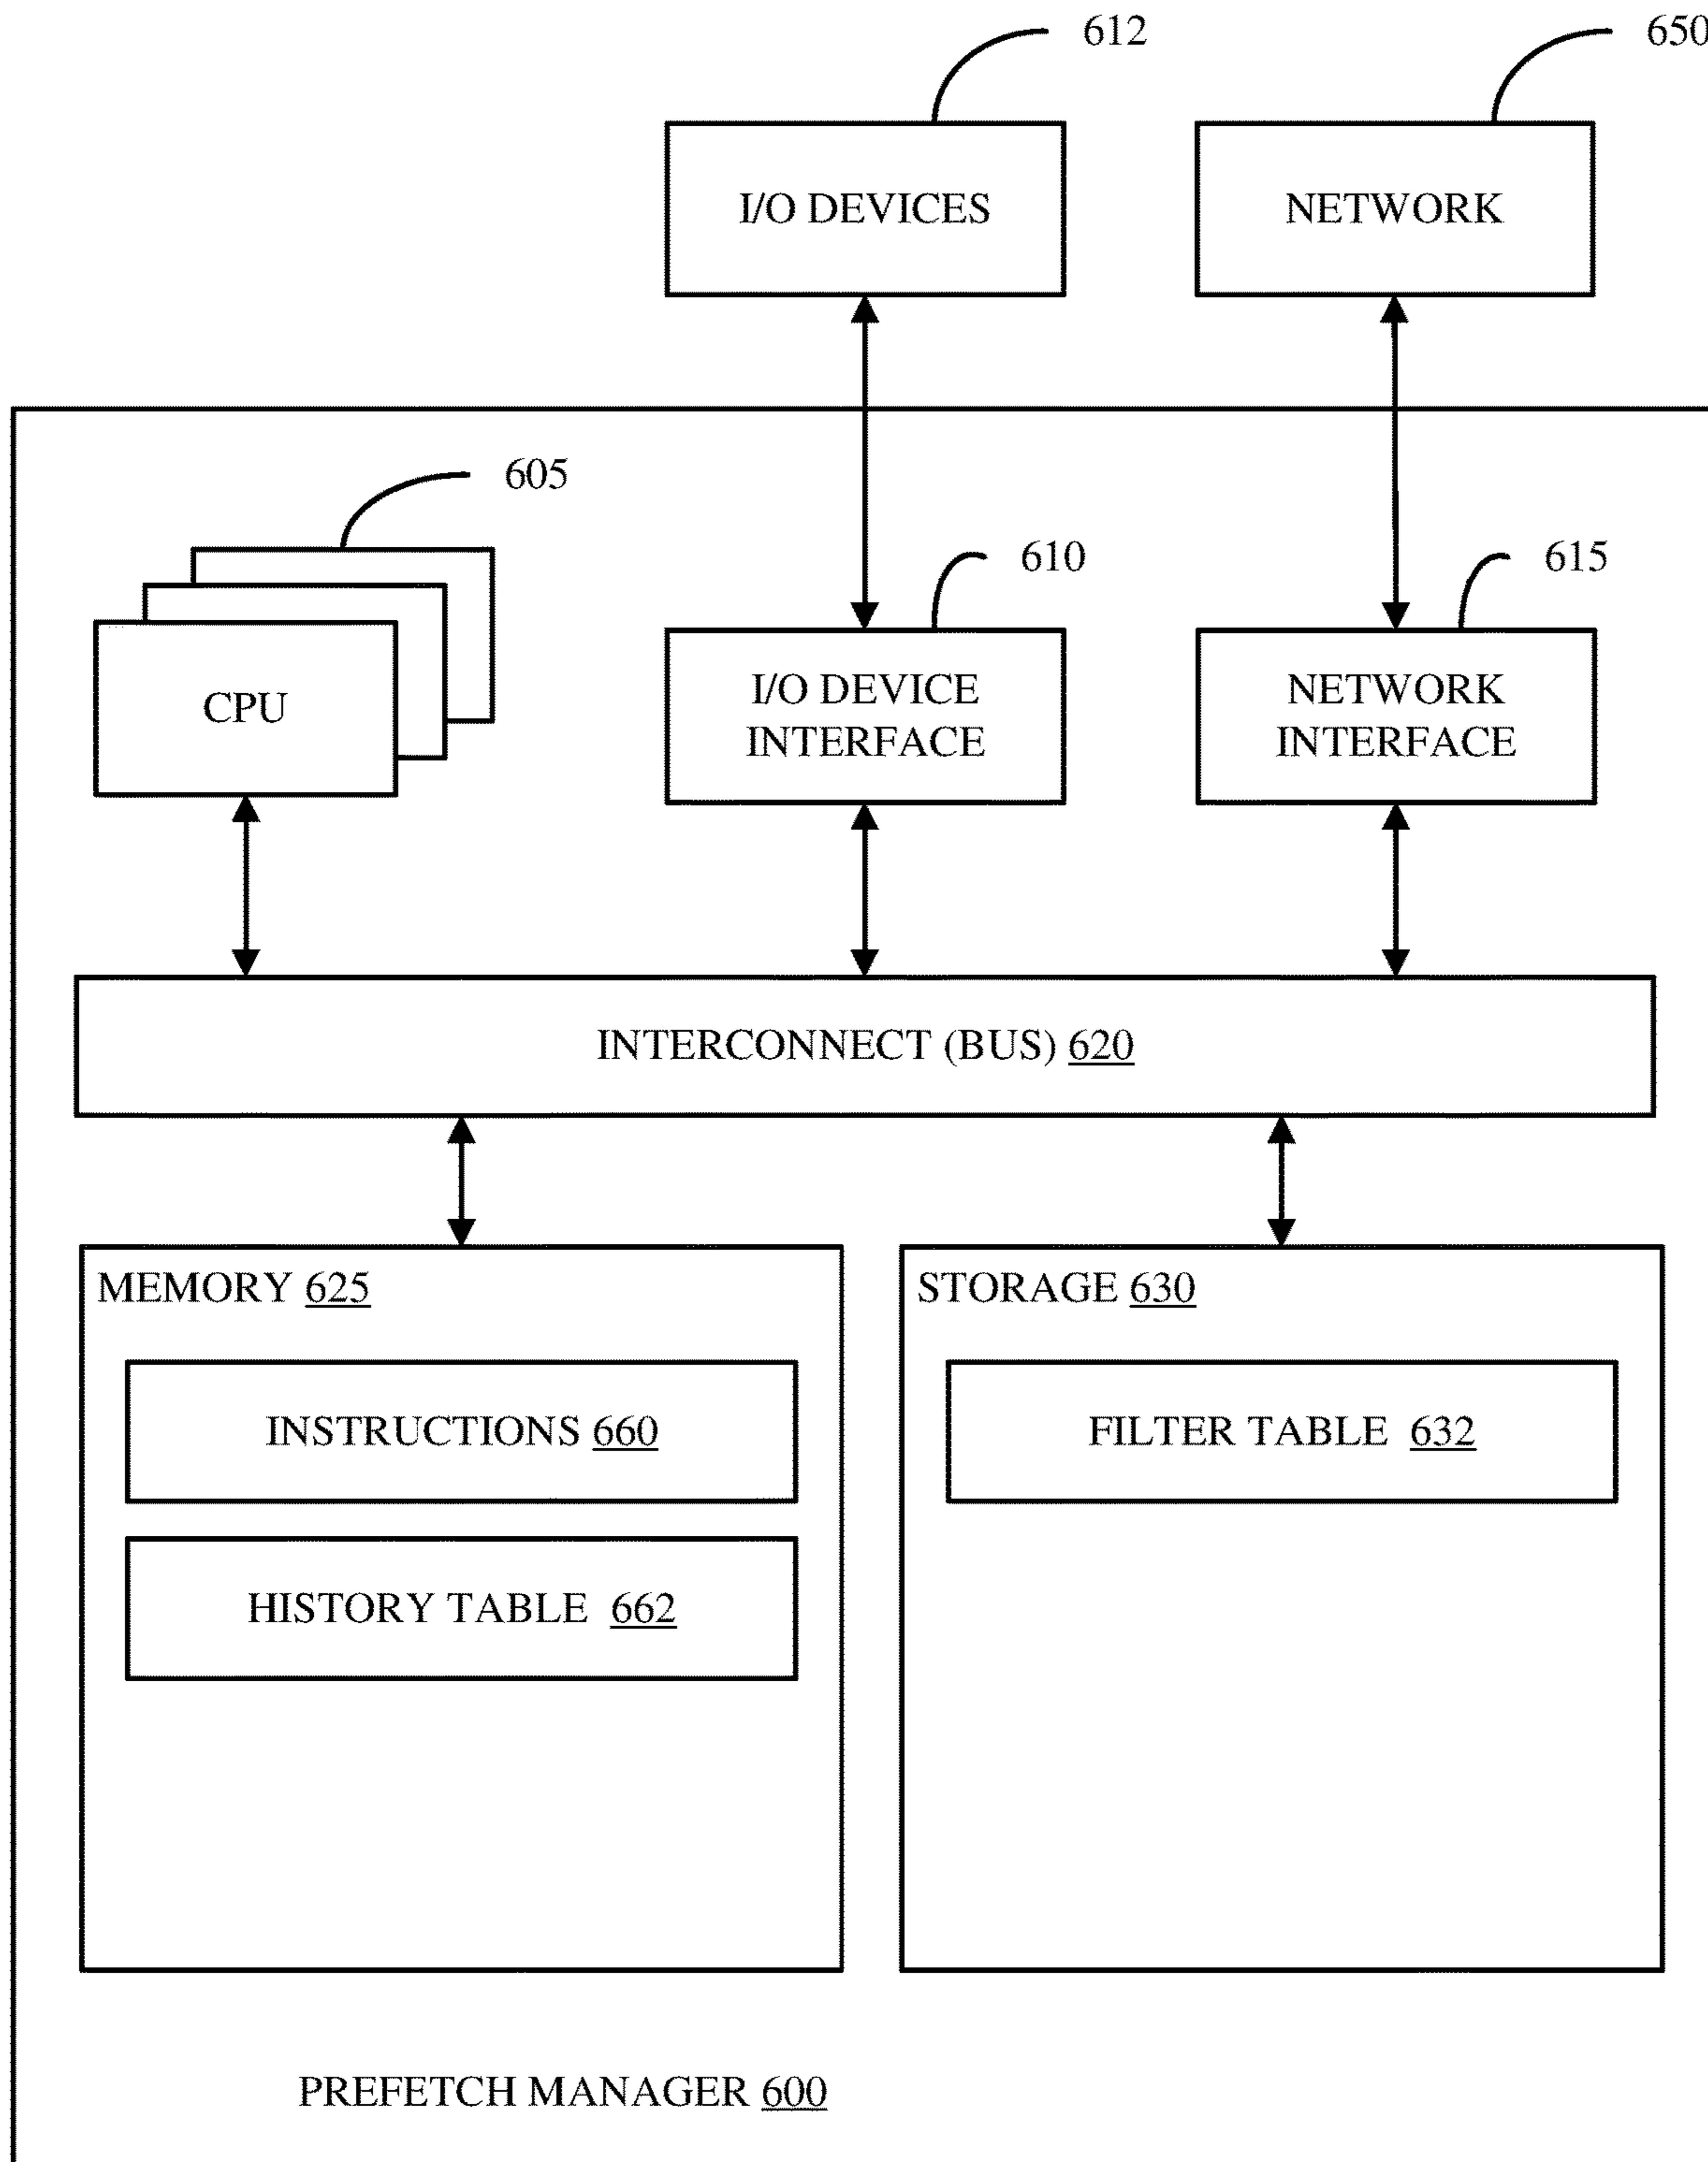 612
650
I/O DEVICES
NETWORK
605
610
615
CPU
I/O DEVICE
INTERFACE
NETWORK
INTERFACE
INTERCONNECT (BUS) 620
MEMORY 625
STORAGE 630
INSTRUCTIONS 660
FILTER TABLE 632
HISTORY TABLE 662
PREFETCH MANAGER 600